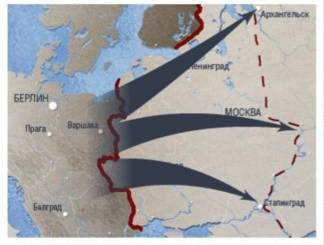 Архангельск
Ленинград
БЕРЛИН
МОСКВА
Прага
Варшава
Белград
Сталинград